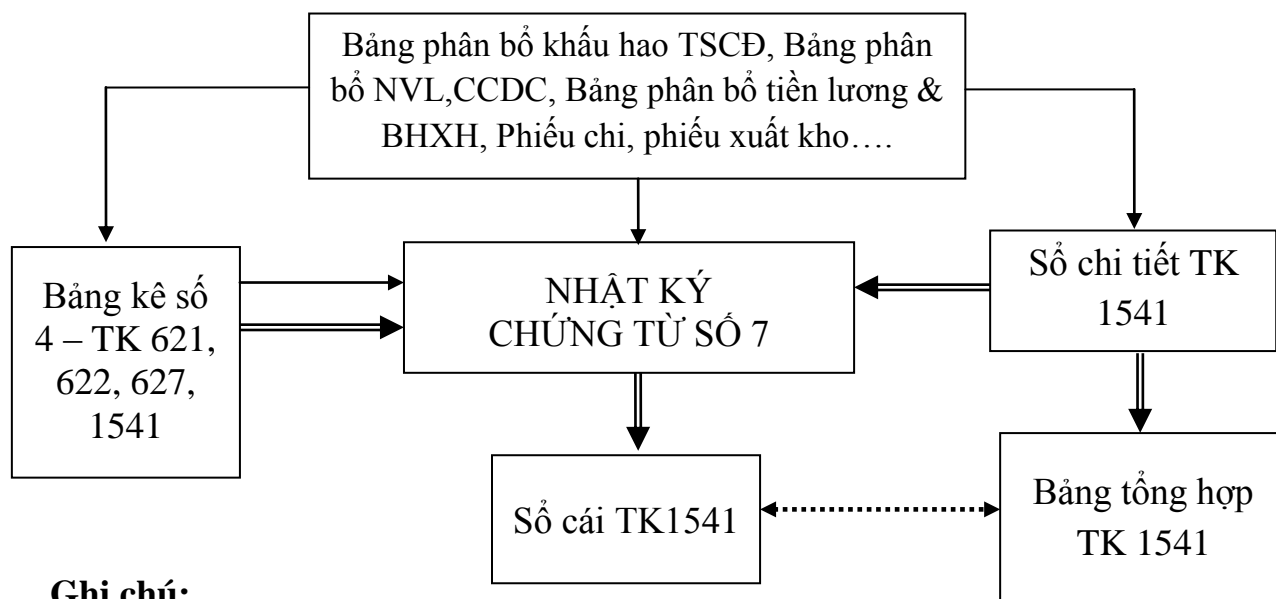 Bảng phân bổ khấu hao TSCĐ, Bảng phân
bổ NVL,CCDC, Bảng phân bổ tiền lương &
BHXH, Phiếu chi, phiếu xuất kho….
Bảng kê số
4 – TK 621,
622, 627,
1541
NHẬT KÝ
CHỨNG TỪ SỐ 7
Sổ chi tiết TK
1541
Sổ cái TK1541
Bảng tổng hợp
TK 1541
Ghi chú: